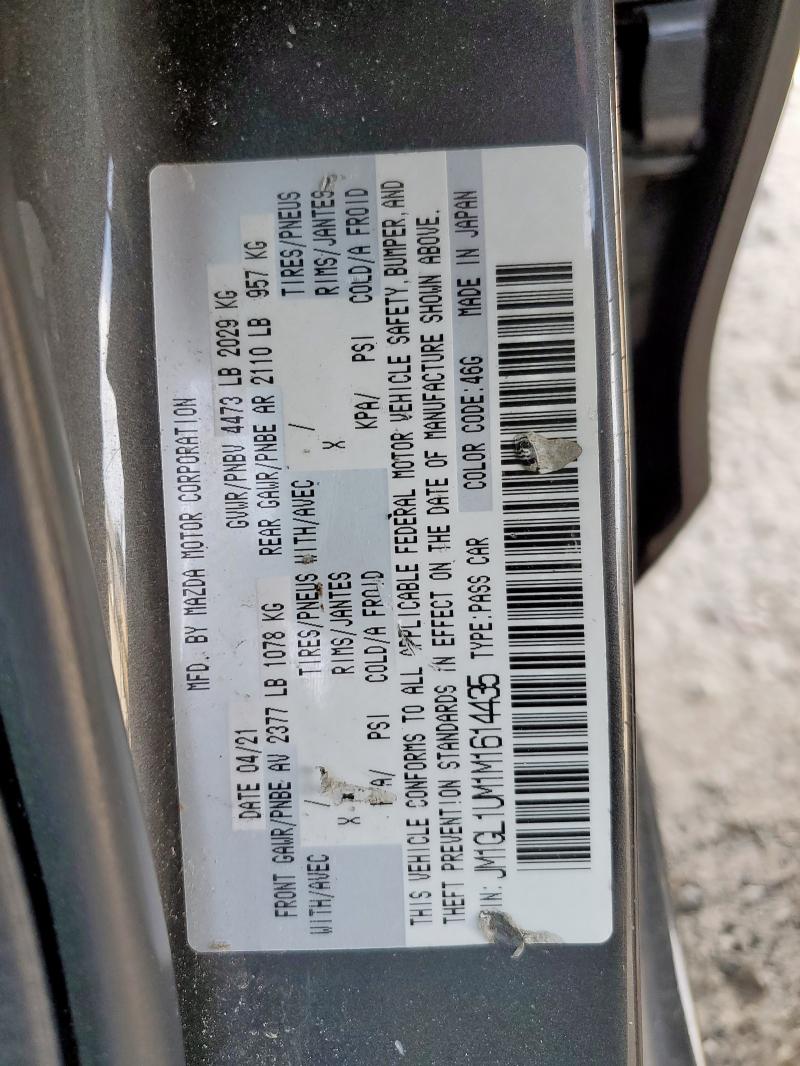 MFD. BY MAZDA MOTOR CORPORATION
DATE 04/21 GVWR/PNBV 4473 LB 2029 KG
FRONT GAWR/PNBE AV 2377 LB 1078 KG REAR GAWR/PNBE AR 2110 LB 957 KG
WITH/AVEC / TIRES/PNEUS WITH/AVEC / TIRES/PNEUS
X RIMS/JANTES X RIMS/JANTES
PSI COLD/A FROID KPA/ PSI COLD/A FROID
THIS VEHICLE CONFORMS TO ALL APPLICABLE FEDERAL MOTOR VEHICLE SAFETY, BUMPER, AND
THEFT PREVENTION STANDARDS IN EFFECT ON THE DATE OF MANUFACTURE SHOWN ABOVE.
VIN: JM1GL1UM1M1614435 TYPE:PASS CAR COLOR CODE:46G MADE IN JAPAN